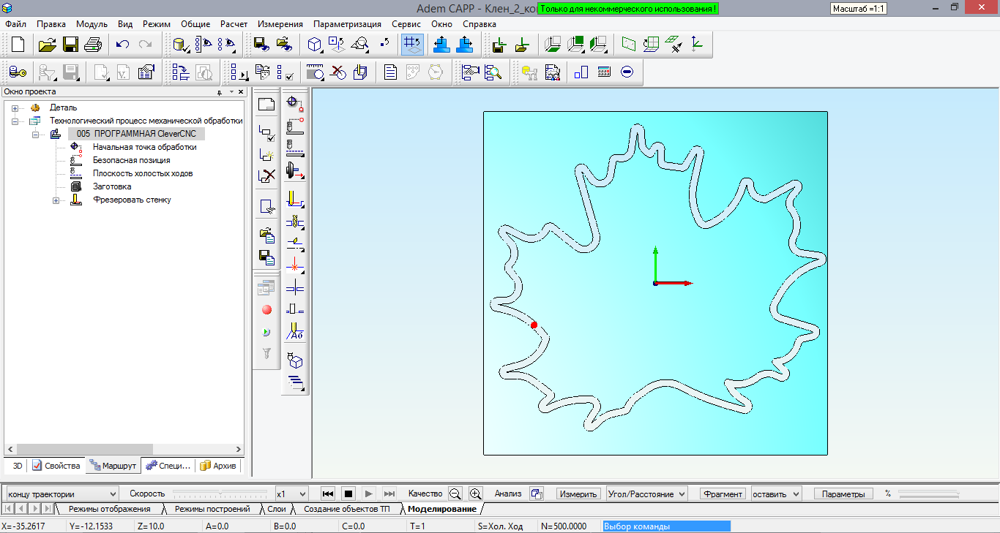 Adem CAPP - Клен_2_ко
Только для некоммерческого использования !
Масштаб =1:1
Файл Правка Модуль Вид Режим Общие Расчет Измерения Параметризация Сервис Окно Справка
Окно проекта
Деталь
Технологический процесс механической обработки
005 ПРОГРАММНАЯ CleverCNC
Начальная точка обработки
Безопасная позиция
Плоскость холостых ходов
Заготовка
Фрезеровать стенку
3D Свойства Маршрут Специ... Архив
концу траектории Скорость x1 Качество Анализ Измерить Угол/Расстояние Фрагмент оставить Параметры %
Режимы отображения Режимы построений Слои Создание объектов ТП Моделирование
X=-35.2617 Y=-12.1533 Z=10.0 A=0.0 B=0.0 C=0.0 T=1 S=Хол. Ход N=500.0000 Выбор команды